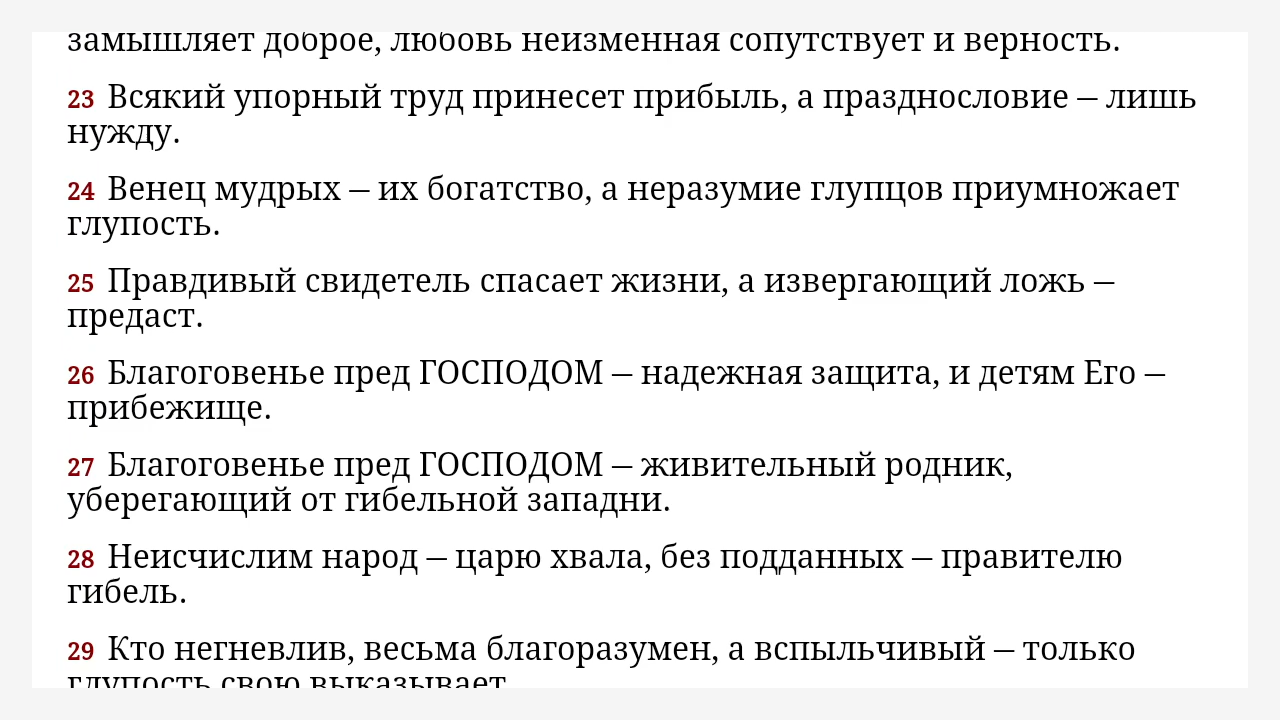 замышляет доброе, любовь неизменная сопутствует и верность.
23 Всякий упорный труд принесет прибыль, а празднословие – лишь
нужду.
24 Венец мудрых – их богатство, а неразумие глупцов приумножает
глупость.
25 Правдивый свидетель спасает жизни, а извергающий ложь –
предаст.
26 Благоговенье пред ГОСПОДОМ – надежная защита, и детям Его –
прибежище.
27 Благоговенье пред ГОСПОДОМ – живительный родник,
уберегающий от гибельной западни.
28 Неисчислим народ – царю хвала, без подданных – правителю
гибель.
29 Кто негневлив, весьма благоразумен, а вспыльчивый – только
глупость свою выказывает